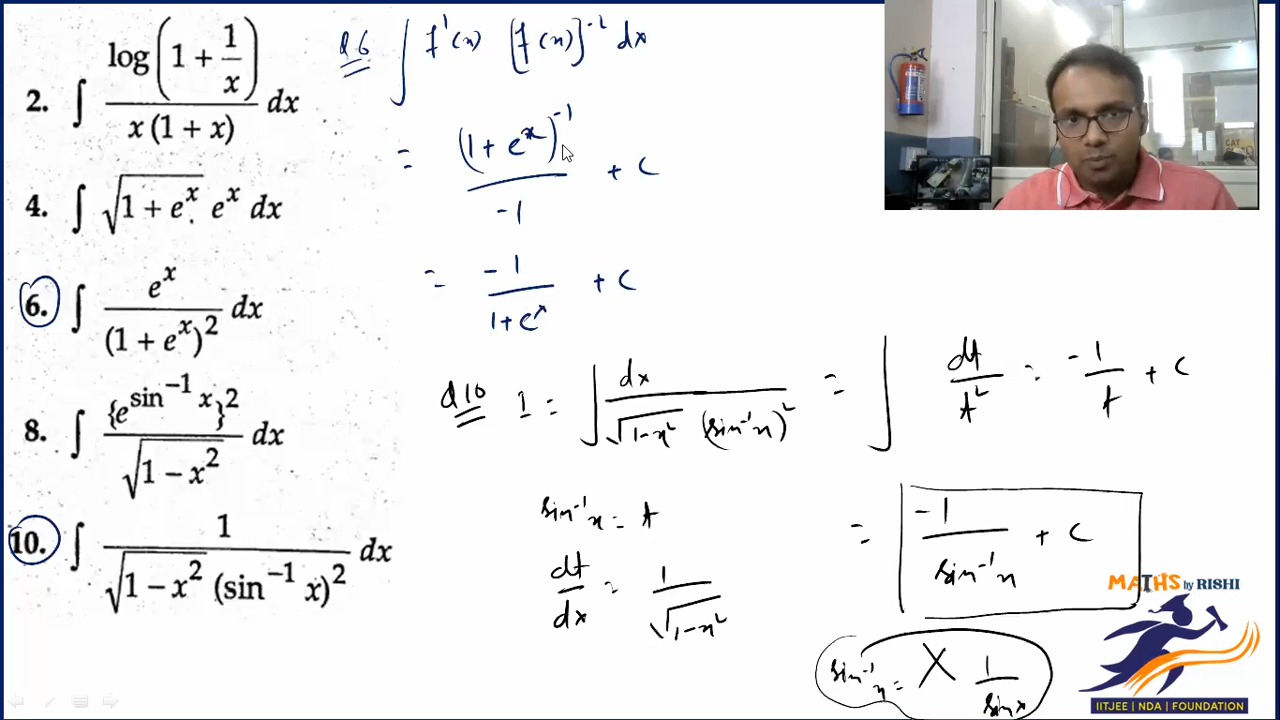 2. ∫ log(1 + 1/x) / x(1 + x) dx
4. ∫ √(1 + e^x) e^x dx
6. ∫ e^x / (1 + e^x)^2 dx
8. ∫ {e^(sin^-1 x)}^2 / √(1 − x^2) dx
10. ∫ 1 / √(1 − x^2) (sin^-1 x)^2 dx
Q6 ∫ f'(x) [f(x)]^-2 dx
= (1 + e^x)^-1 / -1 + C
= -1 / 1+e^x + C
Q10 I = ∫ dx / √(1-x^2) (sin^-1 x)^2 = ∫ dt / t^2 = -1/t + C
sin^-1 x = t
dt/dx = 1 / √(1-x^2)
= -1 / sin^-1 x + C
sin^-1 x = X 1 / sin x
MATHS by RISHI
IITJEE | NDA | FOUNDATION